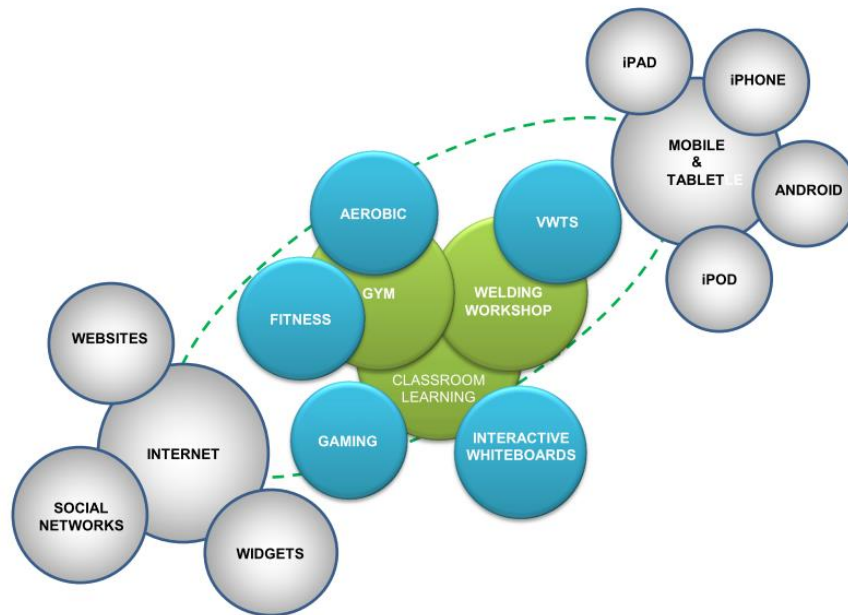 iPAD
iPHONE
MOBILE
&
TABLETLE
ANDROID
iPOD
AEROBIC
VWTS
GYM
WELDING
WORKSHOP
FITNESS
CLASSROOM
LEARNING
GAMING
INTERACTIVE
WHITEBOARDS
WEBSITES
INTERNET
SOCIAL
NETWORKS
WIDGETS